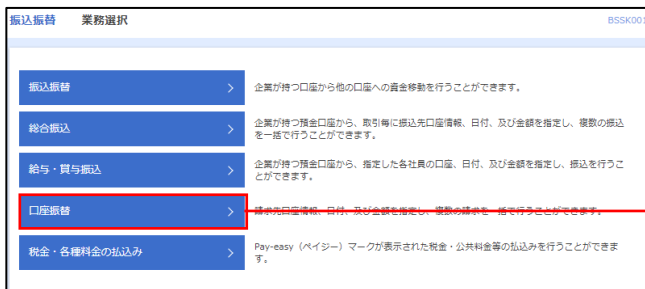 振込振替 業務選択 BSSK001
振込振替 企業が持つ口座から他の口座への資金移動を行うことができます。
総合振込 企業が持つ預金口座から、取引毎に振込先口座情報、日付、及び金額を指定し、複数の振込
を一括で行うことができます。
給与・賞与振込 企業が持つ預金口座から、指定した各社員の口座、日付、及び金額を指定し、振込を行うこ
とができます。
口座振替 請求先口座情報、日付、及び金額を指定し、複数の請求を一括で行うことができます。
税金・各種料金の払込み Pay-easy（ペイジー）マークが表示された税金・公共料金等の払込みを行うことができま
す。